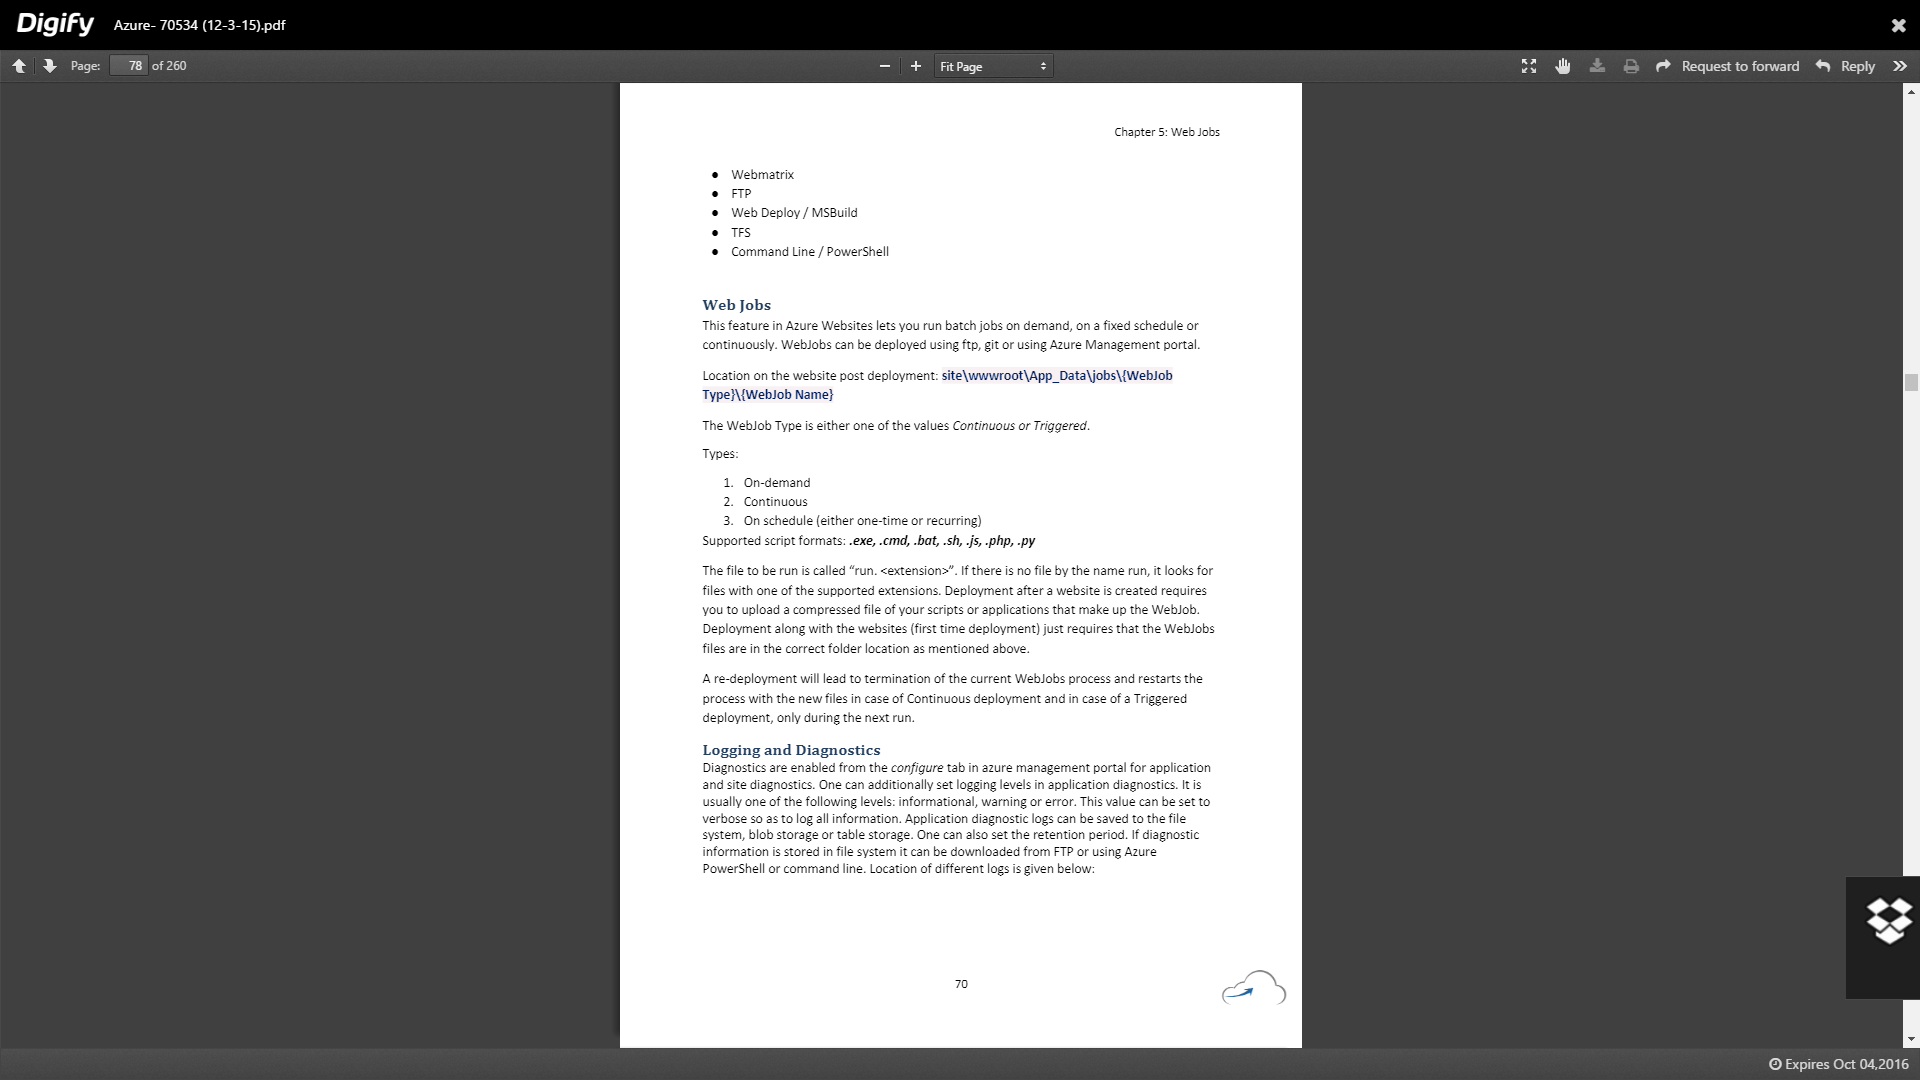 Digify Azure- 70534 (12-3-15).pdf
Page: 78 of 260 Fit Page Request to forward Reply
Chapter 5: Web Jobs
● Webmatrix
● FTP
● Web Deploy / MSBuild
● TFS
● Command Line / PowerShell
Web Jobs
This feature in Azure Websites lets you run batch jobs on demand, on a fixed schedule or
continuously. WebJobs can be deployed using ftp, git or using Azure Management portal.
Location on the website post deployment: site\wwwroot\App_Data\jobs\{WebJob
Type}\{WebJob Name}
The WebJob Type is either one of the values Continuous or Triggered.
Types:
1. On-demand
2. Continuous
3. On schedule (either one-time or recurring)
Supported script formats: .exe, .cmd, .bat, .sh, .js, .php, .py
The file to be run is called “run. <extension>”. If there is no file by the name run, it looks for
files with one of the supported extensions. Deployment after a website is created requires
you to upload a compressed file of your scripts or applications that make up the WebJob.
Deployment along with the websites (first time deployment) just requires that the WebJobs
files are in the correct folder location as mentioned above.
A re-deployment will lead to termination of the current WebJobs process and restarts the
process with the new files in case of Continuous deployment and in case of a Triggered
deployment, only during the next run.
Logging and Diagnostics
Diagnostics are enabled from the configure tab in azure management portal for application
and site diagnostics. One can additionally set logging levels in application diagnostics. It is
usually one of the following levels: informational, warning or error. This value can be set to
verbose so as to log all information. Application diagnostic logs can be saved to the file
system, blob storage or table storage. One can also set the retention period. If diagnostic
information is stored in file system it can be downloaded from FTP or using Azure
PowerShell or command line. Location of different logs is given below:
70
Expires Oct 04,2016